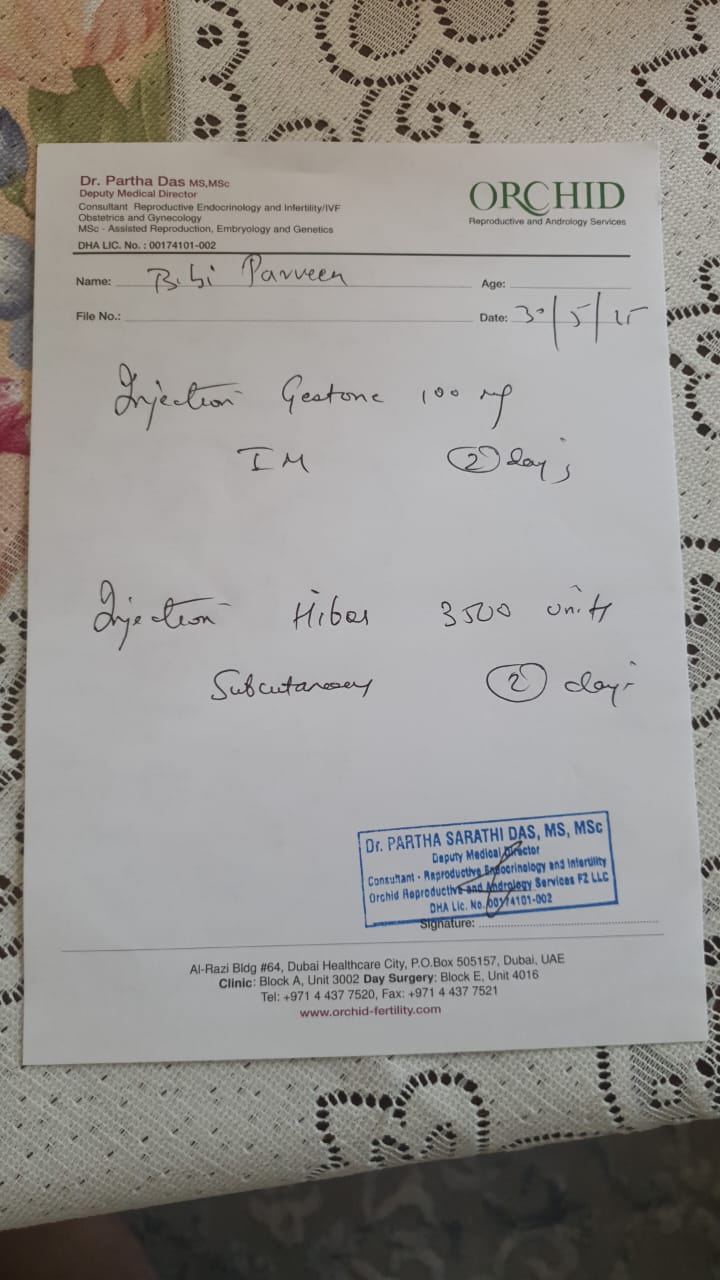 Dr. Partha Das MS,MSc
Deputy Medical Director
Consultant Reproductive Endocrinology and Infertility/IVF
Obstetrics and Gynecology
MSc - Assisted Reproduction, Embryology and Genetics
DHA LIC. No. : 00174101-002
ORCHID
Reproductive and Andrology Services
Name: Bibi Parveen
Age:
File No.:
Date: 30/5/15
Injection Gestone 100 mg
IM 2 days
Injection Hibor 3500 units
Subcutaneous 2 days
Dr. PARTHA SARATHI DAS, MS, MSc
Deputy Medical Director
Consultant - Reproductive Endocrinology and Infertility
Orchid Reproductive and Andrology Services FZ LLC
DHA Lic. No. 00174101-002
Signature:
Al-Razi Bldg #64, Dubai Healthcare City, P.O.Box 505157, Dubai, UAE
Clinic: Block A, Unit 3002 Day Surgery: Block E, Unit 4016
Tel: +971 4 437 7520, Fax: +971 4 437 7521
www.orchid-fertility.com